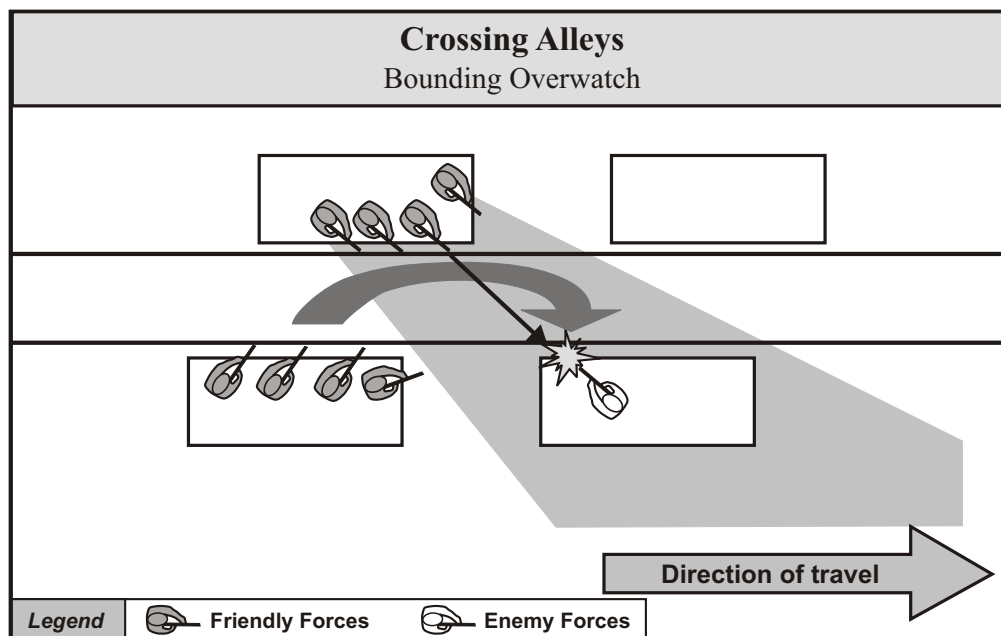 Crossing Alleys
Bounding Overwatch
Direction of travel
Legend Friendly Forces Enemy Forces